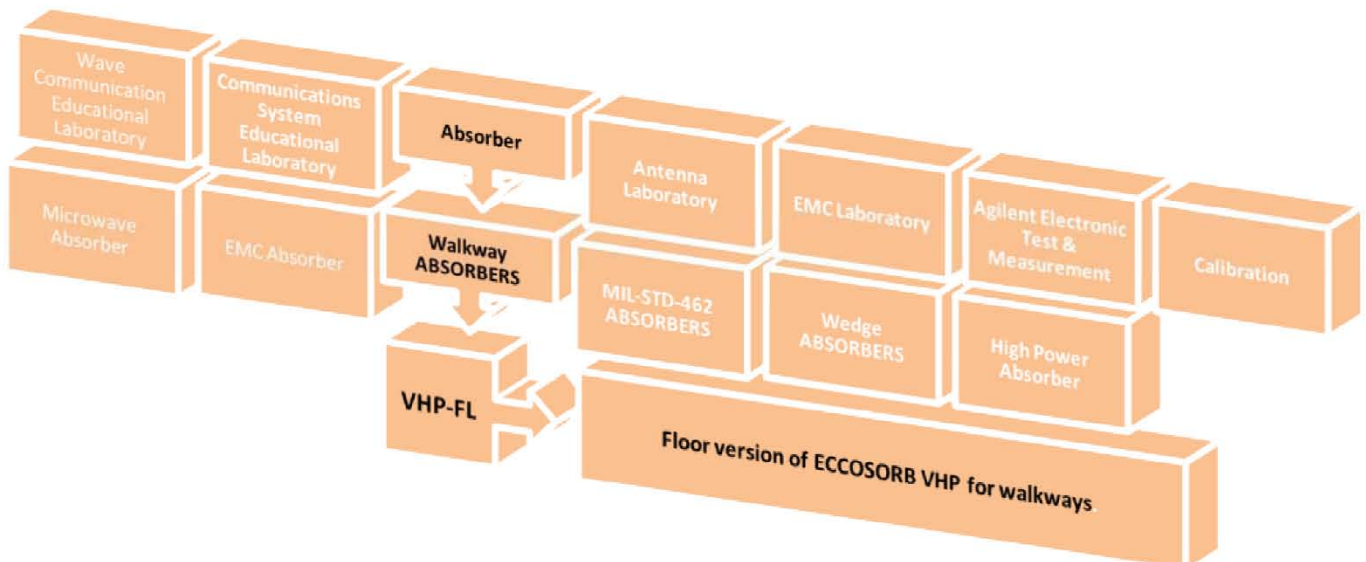 Wave
Communication
Educational
Laboratory
Communications
System
Educational
Laboratory
Absorber
Antenna
Laboratory
EMC Laboratory
Agilent Electronic
Test &
Measurement
Calibration
Microwave
Absorber
EMC Absorber
Walkway
ABSORBERS
MIL-STD-462
ABSORBERS
Wedge
ABSORBERS
High Power
Absorber
VHP-FL
Floor version of ECCOSORB VHP for walkways.